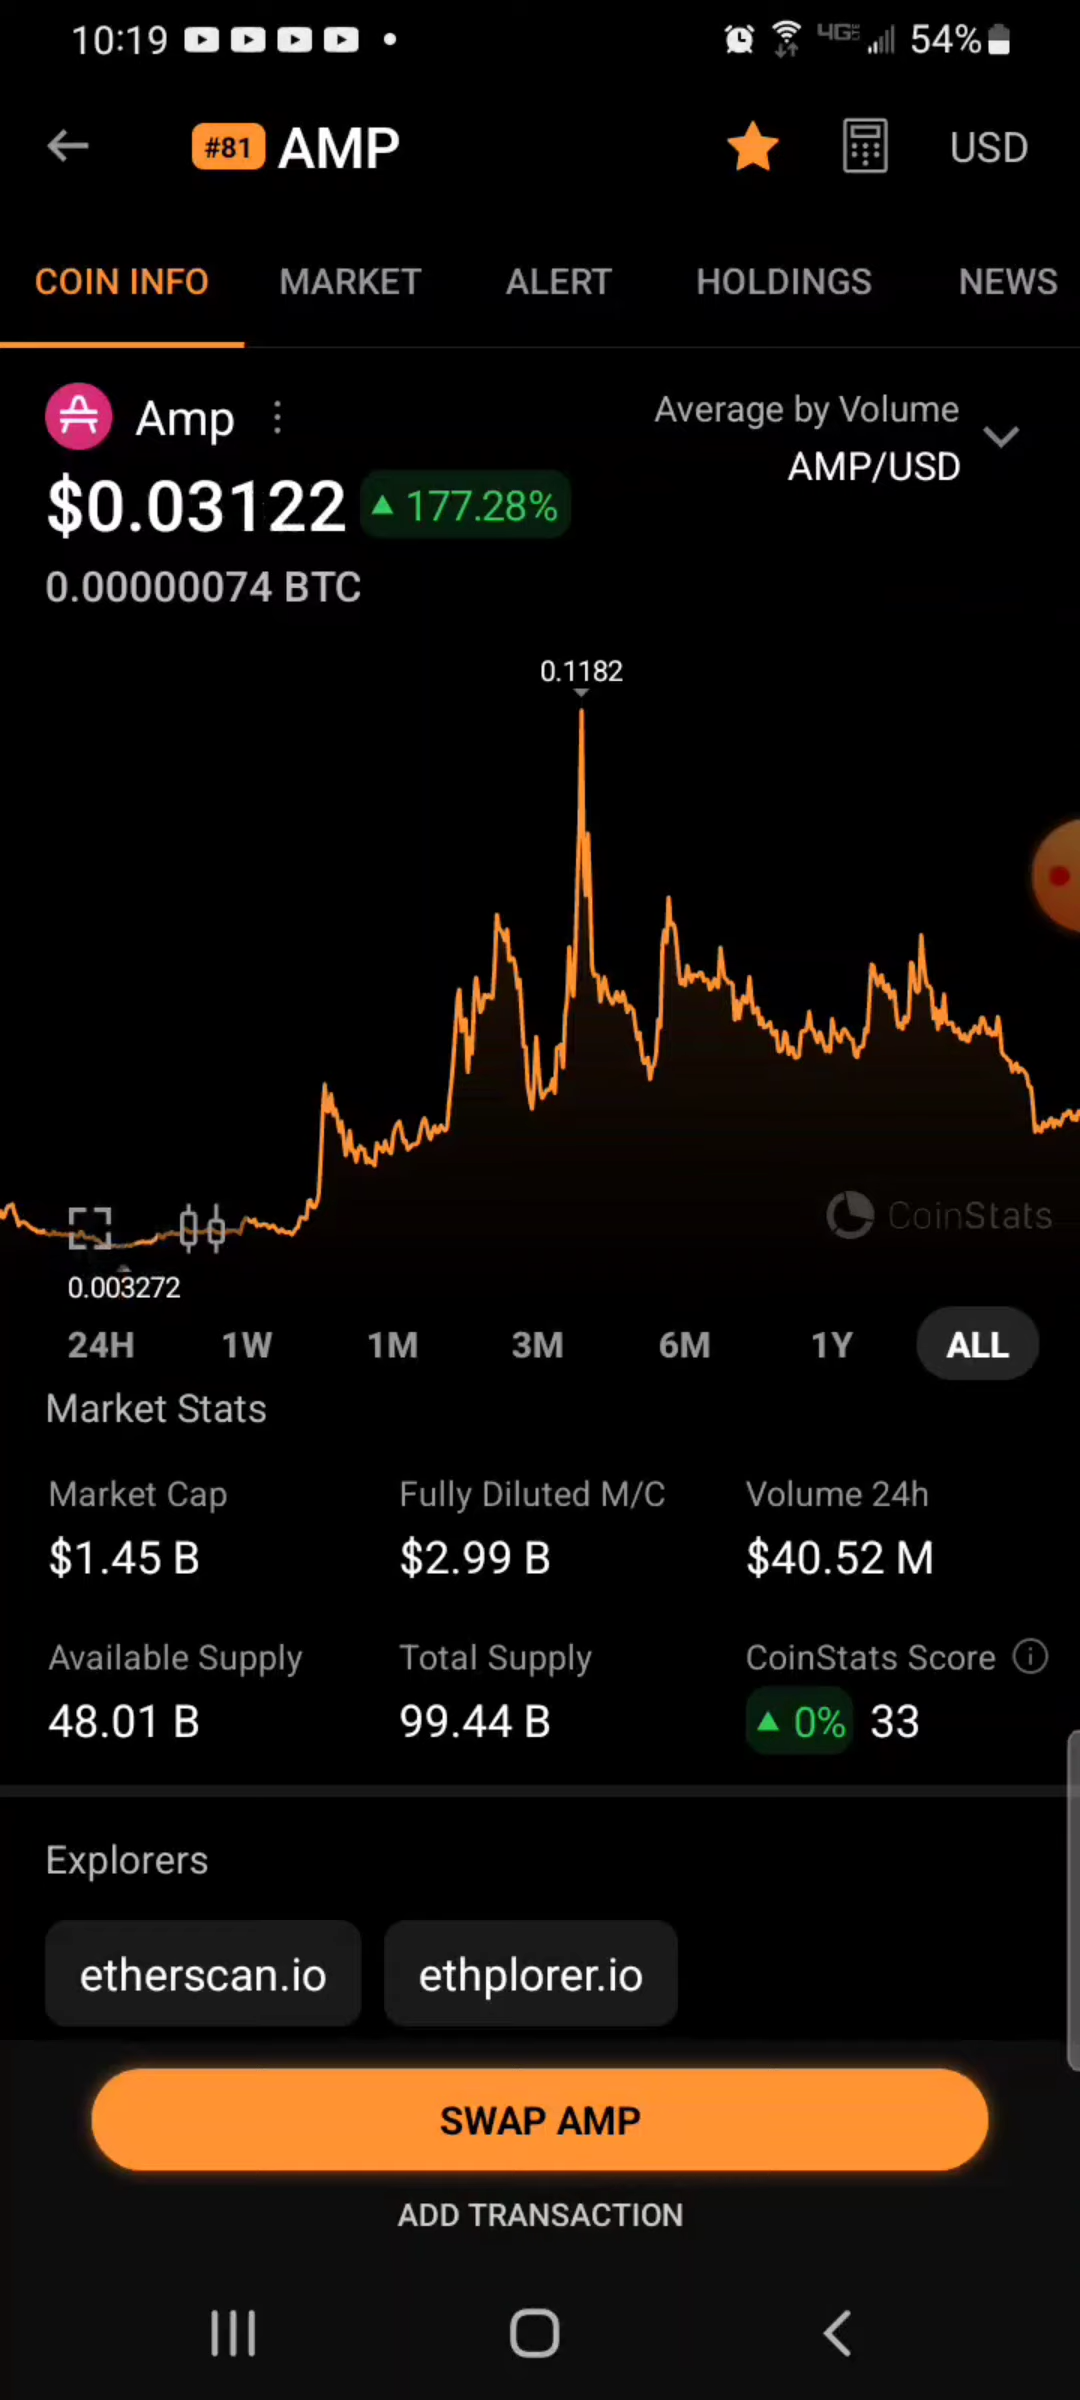 10:19 4G 54%
#81 AMP USD
COIN INFO MARKET ALERT HOLDINGS NEWS
Amp
Average by Volume
AMP/USD
$0.03122 ▲ 177.28%
0.00000074 BTC
0.1182
CoinStats
0.003272
24H 1W 1M 3M 6M 1Y ALL
Market Stats
Market Cap Fully Diluted M/C Volume 24h
$1.45 B $2.99 B $40.52 M
Available Supply Total Supply CoinStats Score
48.01 B 99.44 B ▲ 0% 33
Explorers
etherscan.io ethplorer.io
SWAP AMP
ADD TRANSACTION